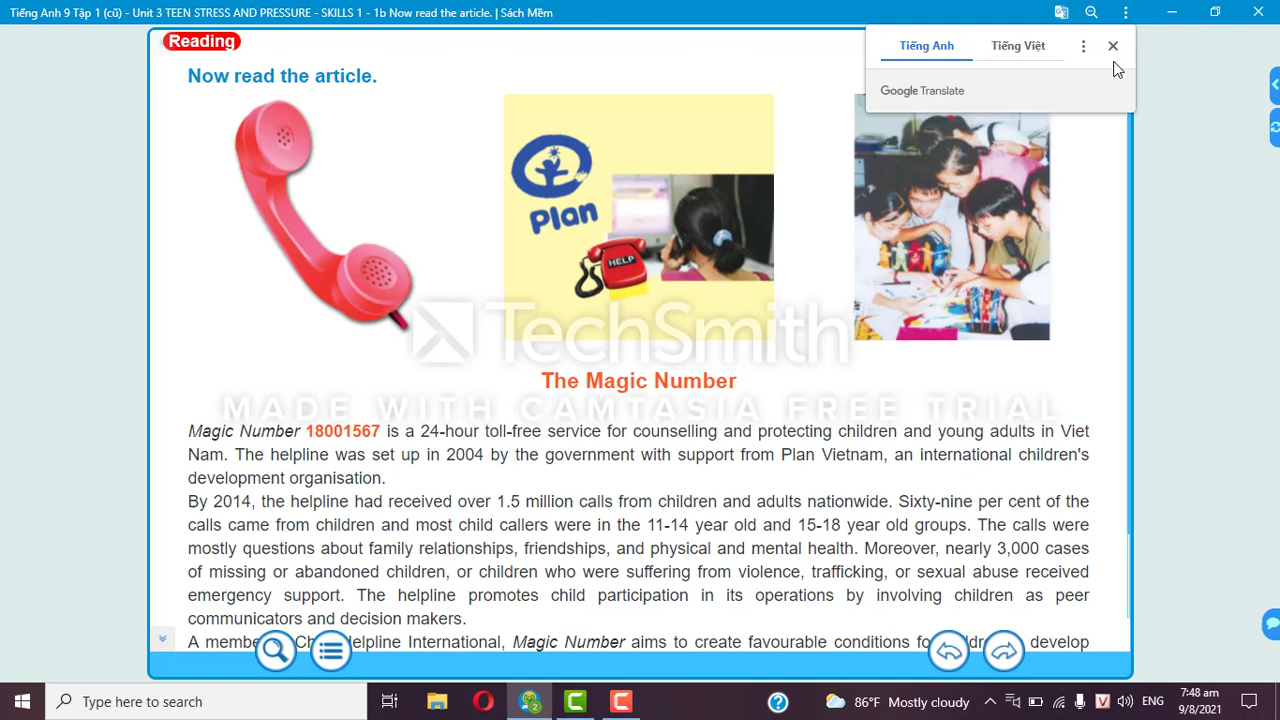 Tiếng Anh 9 Tập 1 (cũ) - Unit 3 TEEN STRESS AND PRESSURE - SKILLS 1 - 1b Now read the article. | Sách Mềm
Reading
Tiếng Anh
Tiếng Việt
Google Translate
Now read the article.
Plan
HELP
TechSmith
MADE WITH CAMTASIA FREE TRIAL
The Magic Number
Magic Number 18001567 is a 24-hour toll-free service for counselling and protecting children and young adults in Viet
Nam. The helpline was set up in 2004 by the government with support from Plan Vietnam, an international children's
development organisation.
By 2014, the helpline had received over 1.5 million calls from children and adults nationwide. Sixty-nine per cent of the
calls came from children and most child callers were in the 11-14 year old and 15-18 year old groups. The calls were
mostly questions about family relationships, friendships, and physical and mental health. Moreover, nearly 3,000 cases
of missing or abandoned children, or children who were suffering from violence, trafficking, or sexual abuse received
emergency support. The helpline promotes child participation in its operations by involving children as peer
communicators and decision makers.
A member Helpline International, Magic Number aims to create favourable conditions for develop
Type here to search
2
86°F Mostly cloudy
V
ENG
7:48 am
9/8/2021